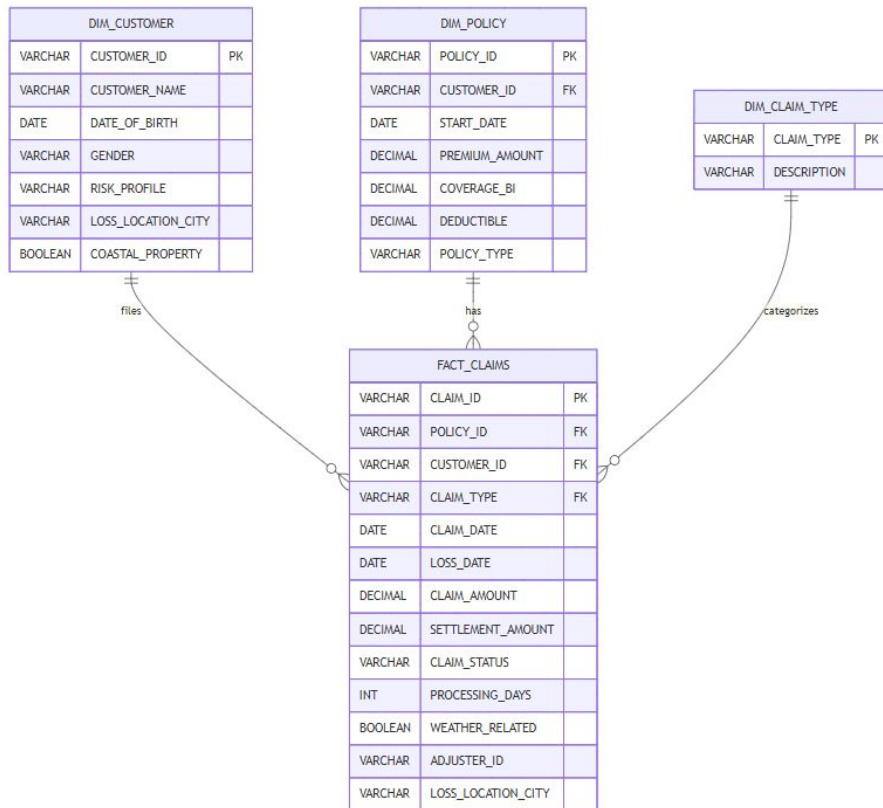 DIM_CUSTOMER
VARCHAR CUSTOMER_ID PK
VARCHAR CUSTOMER_NAME
DATE DATE_OF_BIRTH
VARCHAR GENDER
VARCHAR RISK_PROFILE
VARCHAR LOSS_LOCATION_CITY
BOOLEAN COASTAL_PROPERTY
DIM_POLICY
VARCHAR POLICY_ID PK
VARCHAR CUSTOMER_ID FK
DATE START_DATE
DECIMAL PREMIUM_AMOUNT
DECIMAL COVERAGE_BI
DECIMAL DEDUCTIBLE
VARCHAR POLICY_TYPE
DIM_CLAIM_TYPE
VARCHAR CLAIM_TYPE PK
VARCHAR DESCRIPTION
files
has
categorizes
FACT_CLAIMS
VARCHAR CLAIM_ID PK
VARCHAR POLICY_ID FK
VARCHAR CUSTOMER_ID FK
VARCHAR CLAIM_TYPE FK
DATE CLAIM_DATE
DATE LOSS_DATE
DECIMAL CLAIM_AMOUNT
DECIMAL SETTLEMENT_AMOUNT
VARCHAR CLAIM_STATUS
INT PROCESSING_DAYS
BOOLEAN WEATHER_RELATED
VARCHAR ADJUSTER_ID
VARCHAR LOSS_LOCATION_CITY